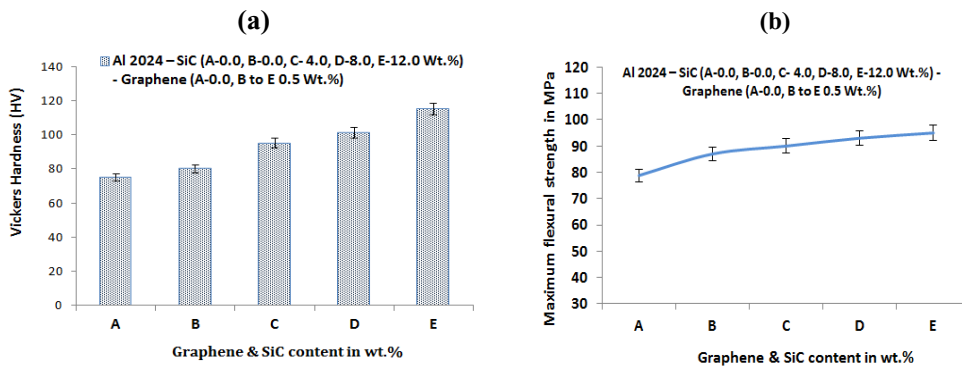 (a)
Al 2024 – SiC (A-0.0, B-0.0, C- 4.0, D-8.0, E-12.0 Wt.%)
- Graphene (A-0.0, B to E 0.5 Wt.%)
Vickers Hardness (HV)
140
120
100
80
60
40
20
0
A B C D E
Graphene & SiC content in wt.%
(b)
Al 2024 – SiC (A-0.0, B-0.0, C- 4.0, D-8.0, E-12.0 Wt.%) -
Graphene (A-0.0, B to E 0.5 Wt.%)
Maximum flexural strength in MPa
120
110
100
90
80
70
60
50
40
30
A B C D E
Graphene & SiC content in wt.%